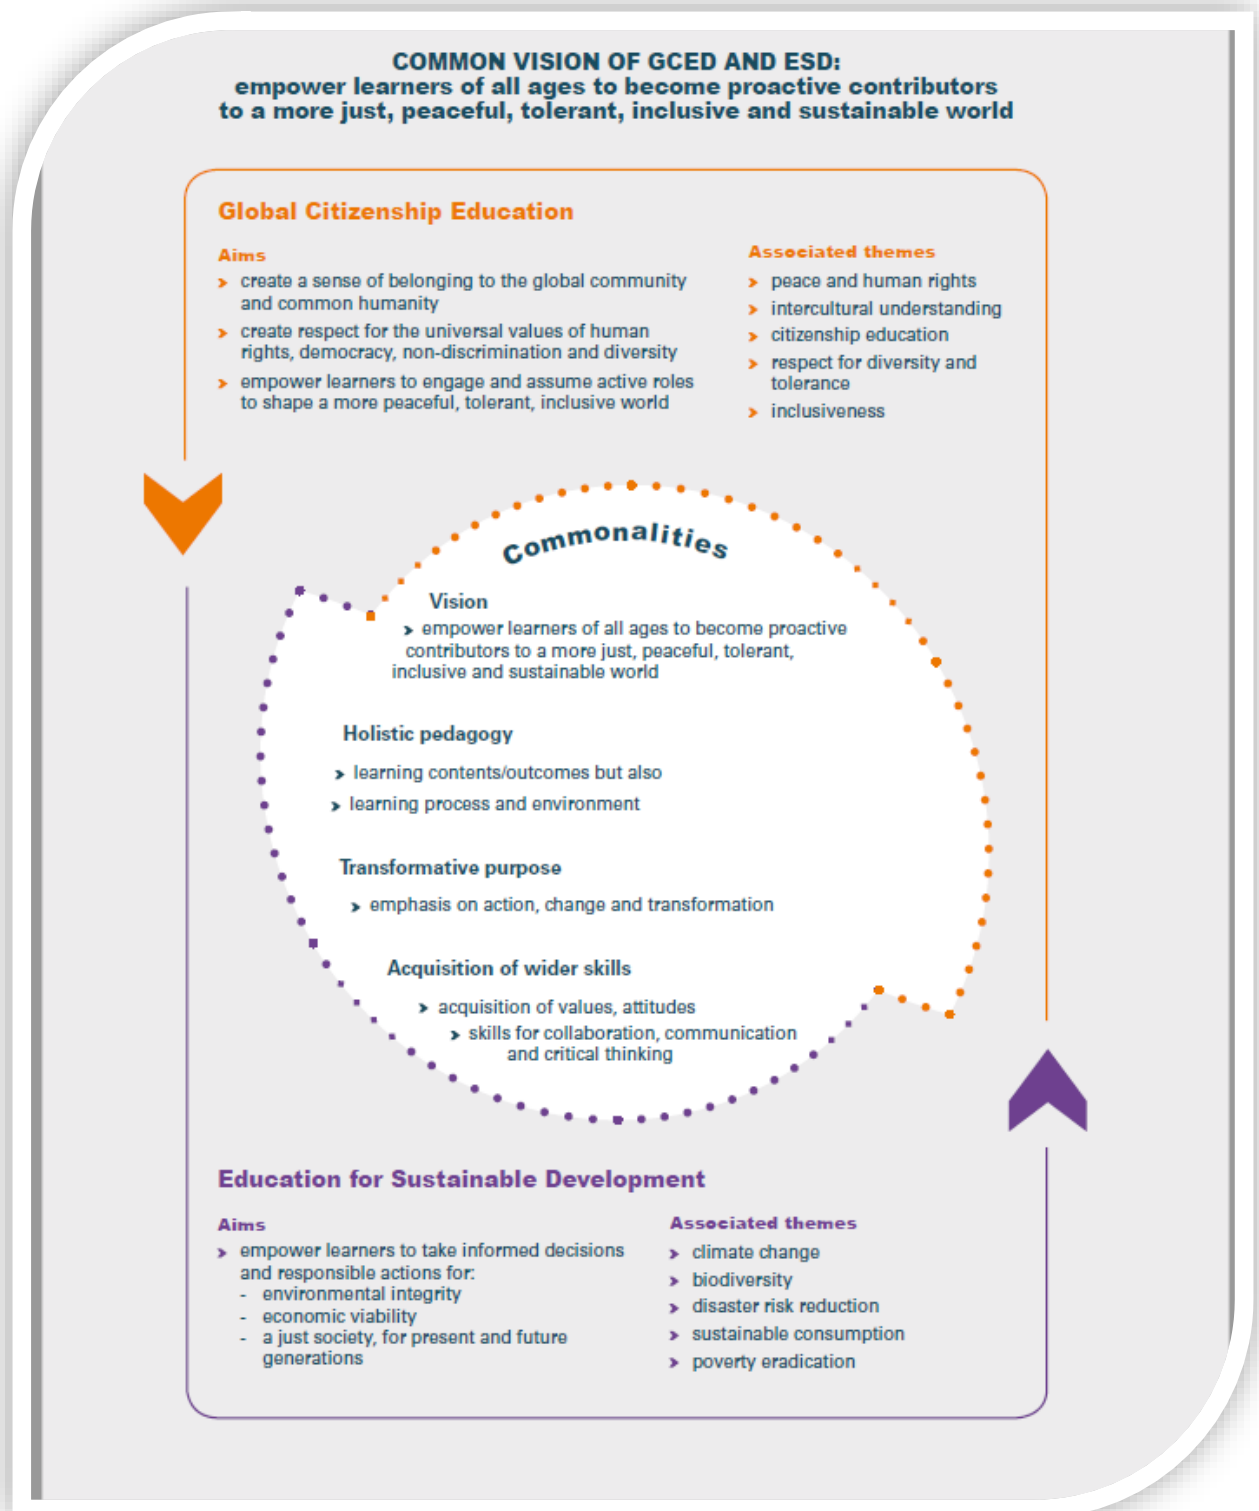 COMMON VISION OF GCED AND ESD:
empower learners of all ages to become proactive contributors
to a more just, peaceful, tolerant, inclusive and sustainable world
Global Citizenship Education
Aims
create a sense of belonging to the global community
and common humanity
create respect for the universal values of human
rights, democracy, non-discrimination and diversity
empower learners to engage and assume active roles
to shape a more peaceful, tolerant, inclusive world
Associated themes
peace and human rights
intercultural understanding
citizenship education
respect for diversity and
tolerance
inclusiveness
Commonalities
Vision
empower learners of all ages to become proactive
contributors to a more just, peaceful, tolerant,
inclusive and sustainable world
Holistic pedagogy
learning contents/outcomes but also
learning process and environment
Transformative purpose
emphasis on action, change and transformation
Acquisition of wider skills
acquisition of values, attitudes
skills for collaboration, communication
and critical thinking
Education for Sustainable Development
Aims
empower learners to take informed decisions
and responsible actions for:
- environmental integrity
- economic viability
- a just society, for present and future
generations
Associated themes
climate change
biodiversity
disaster risk reduction
sustainable consumption
poverty eradication